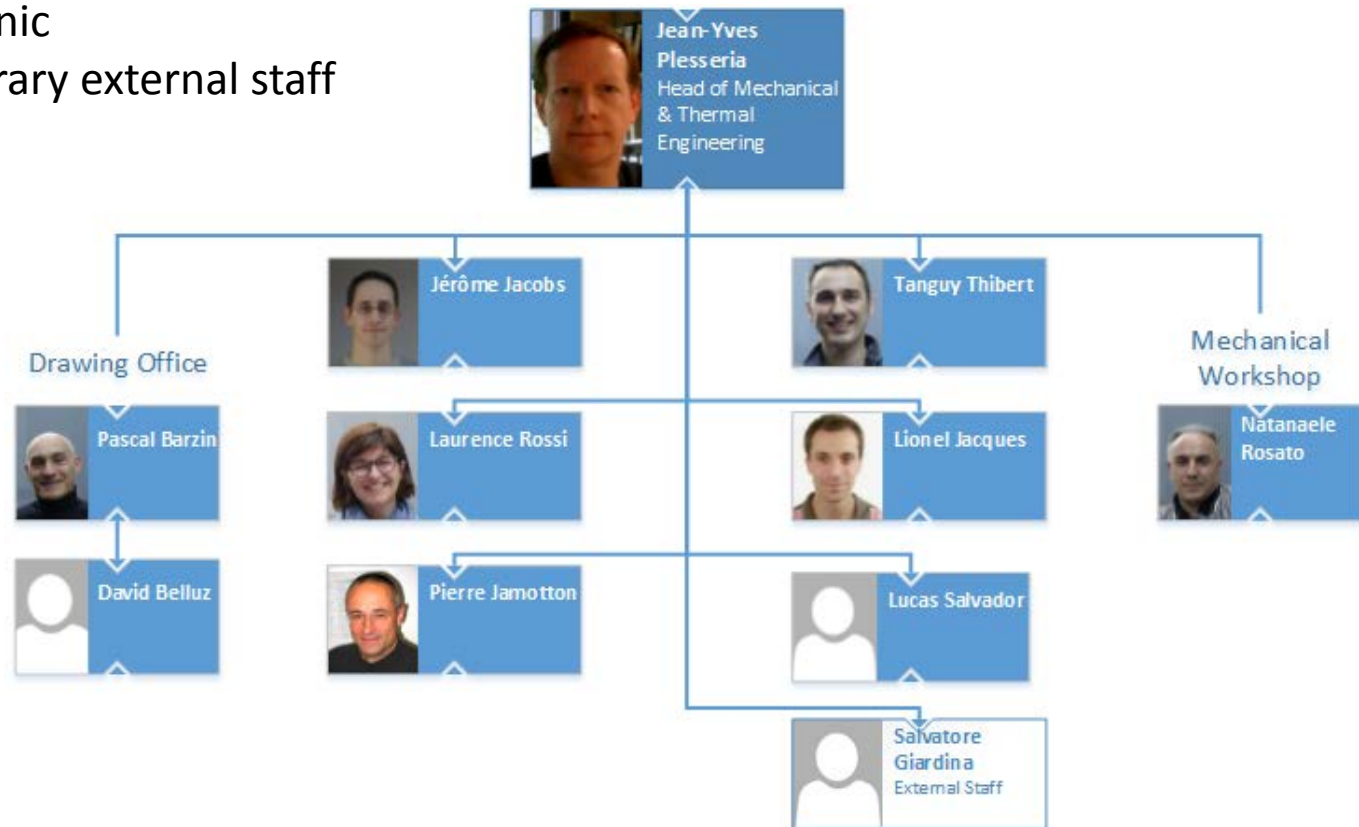 nic
rary external staff
Jean-Yves
Plesseria
Head of Mechanical
& Thermal
Engineering
Jérôme Jacobs
Tanguy Thibert
Drawing Office
Mechanical
Workshop
Pascal Barzin
Laurence Rossi
Lionel Jacques
Natanaele
Rosato
David Belluz
Pierre Jamotton
Lucas Salvador
Salvatore
Giardina
External Staff